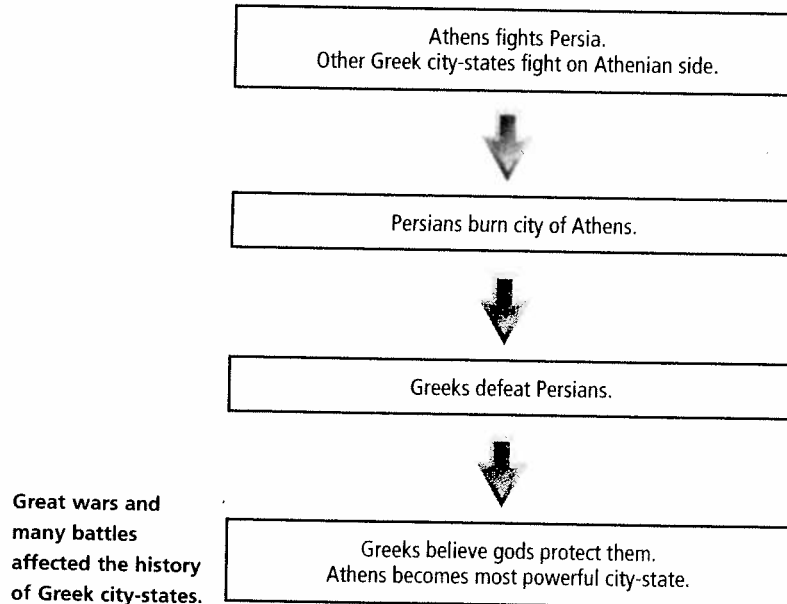 Athens fights Persia.
Other Greek city-states fight on Athenian side.
Persians burn city of Athens.
Greeks defeat Persians.
Great wars and
many battles
affected the history
of Greek city-states.
Greeks believe gods protect them.
Athens becomes most powerful city-state.